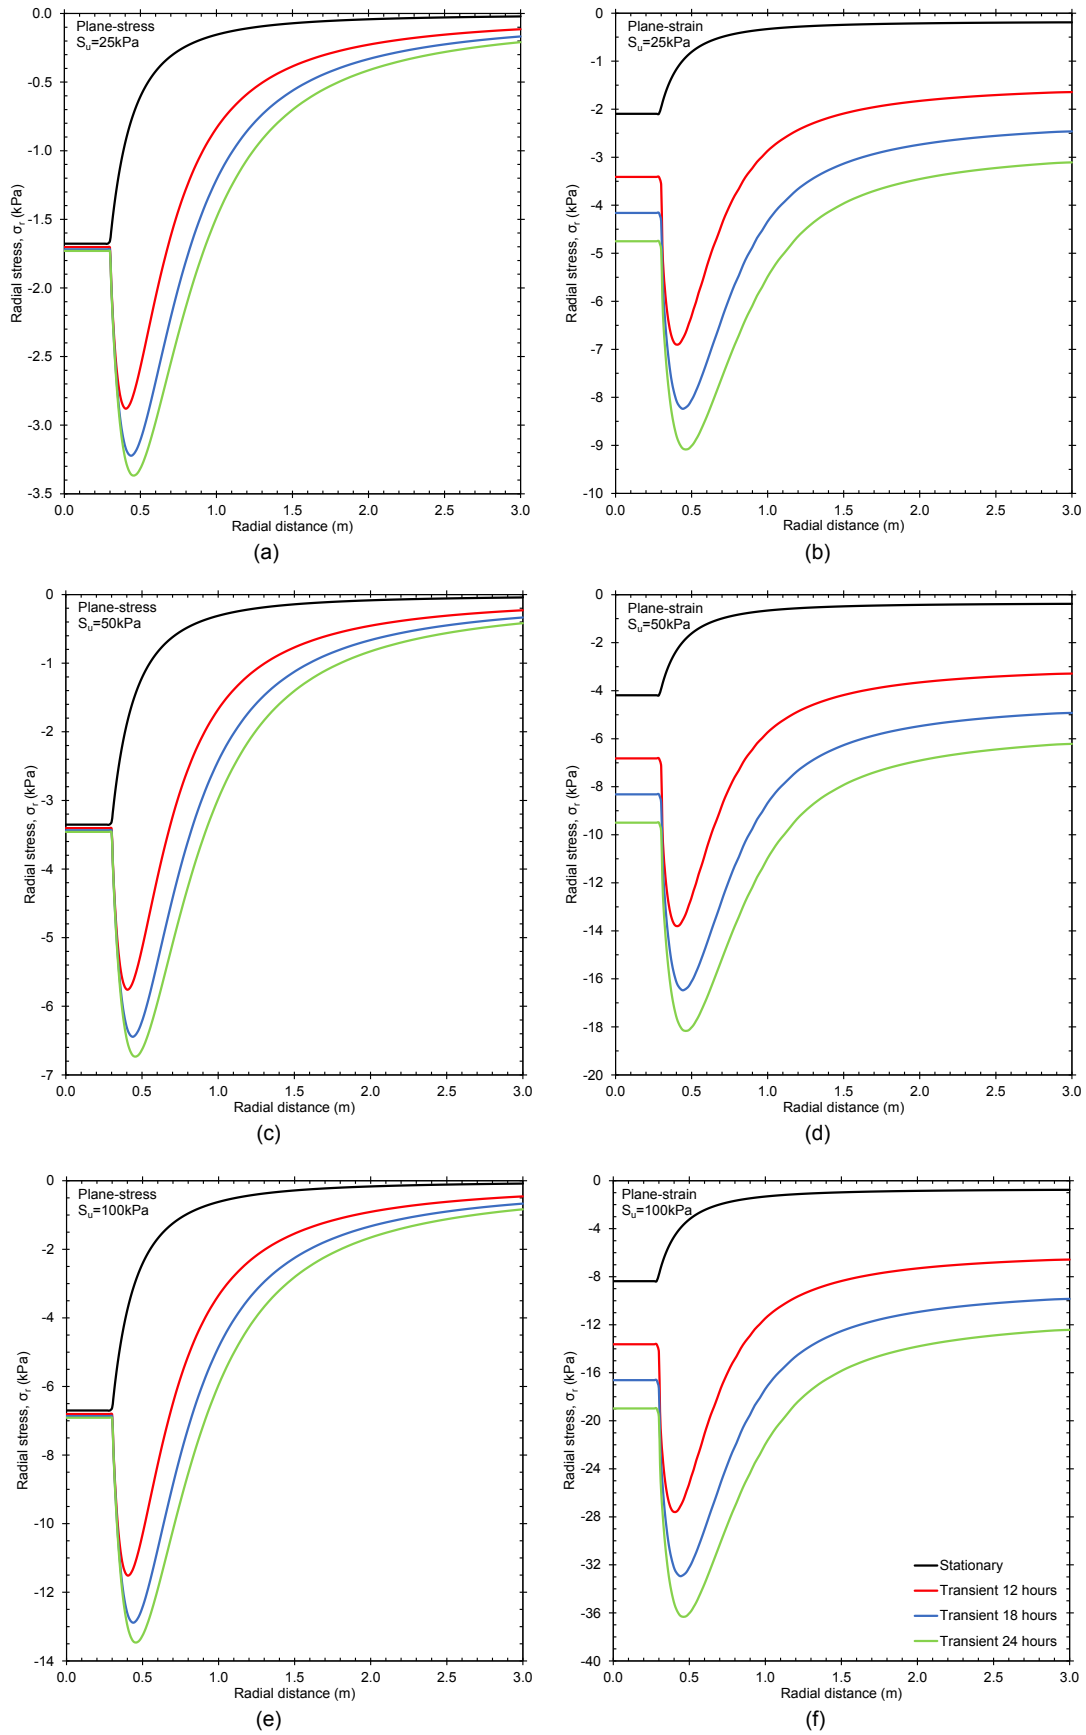 Plane-stress
Sᵤ=25kPa
0.0
-0.5
-1.0
-1.5
-2.0
-2.5
-3.0
-3.5
Radial stress, σᵣ (kPa)
0.0 0.5 1.0 1.5 2.0 2.5 3.0
Radial distance (m)
(a)
Plane-strain
Sᵤ=25kPa
0
-1
-2
-3
-4
-5
-6
-7
-8
-9
-10
Radial stress, σᵣ (kPa)
0.0 0.5 1.0 1.5 2.0 2.5 3.0
Radial distance (m)
(b)
Plane-stress
Sᵤ=50kPa
0
-1
-2
-3
-4
-5
-6
-7
Radial stress, σᵣ (kPa)
0.0 0.5 1.0 1.5 2.0 2.5 3.0
Radial distance (m)
(c)
Plane-strain
Sᵤ=50kPa
0
-2
-4
-6
-8
-10
-12
-14
-16
-18
-20
Radial stress, σᵣ (kPa)
0.0 0.5 1.0 1.5 2.0 2.5 3.0
Radial distance (m)
(d)
Plane-stress
Sᵤ=100kPa
0
-2
-4
-6
-8
-10
-12
-14
Radial stress, σᵣ (kPa)
0.0 0.5 1.0 1.5 2.0 2.5 3.0
Radial distance (m)
(e)
Plane-strain
Sᵤ=100kPa
0
-4
-8
-12
-16
-20
-24
-28
-32
-36
-40
Radial stress, σᵣ (kPa)
Stationary
Transient 12 hours
Transient 18 hours
Transient 24 hours
0.0 0.5 1.0 1.5 2.0 2.5 3.0
Radial distance (m)
(f)